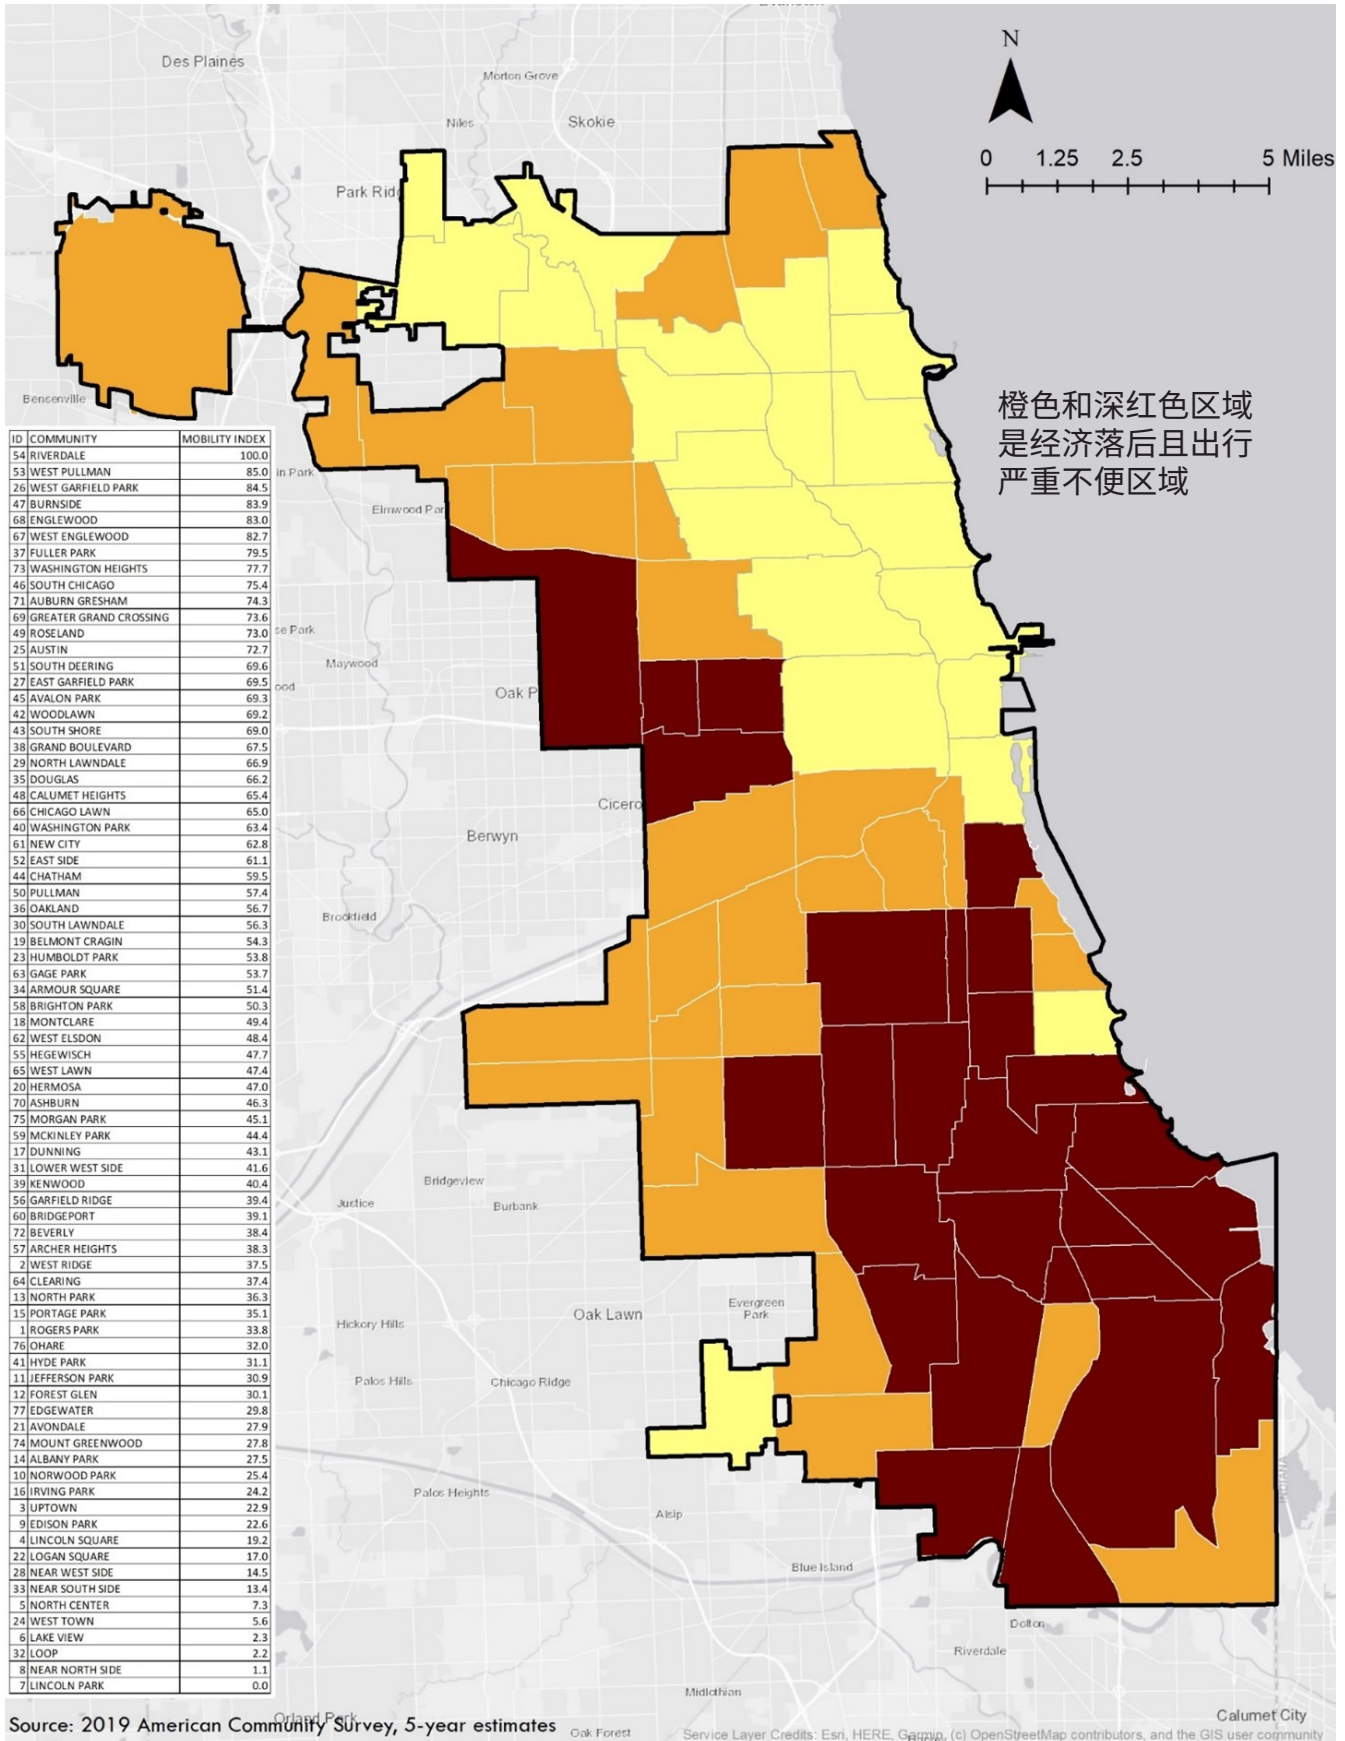 Des Plaines
Morton Grove
Niles
Skokie
N
0 1.25 2.5 5 Miles
Park Ridg
Bensenville
橙色和深红色区域
是经济落后且出行
严重不便区域
in Park
Elmwood Par
se Park
Maywood
ood
Oak P
Cicero
Berwyn
Brookfield
Bridgeview
Justice
Burbank
Oak Lawn
Evergreen
Park
Hickory Hills
Palos Hills
Chicago Ridge
Palos Heights
Alsip
Blue Island
Dolton
Riverdale
Midlothian
Calumet City
INDIANA
Orland Park
Oak Forest
ID COMMUNITY MOBILITY INDEX
54 RIVERDALE 100.0
53 WEST PULLMAN 85.0
26 WEST GARFIELD PARK 84.5
47 BURNSIDE 83.9
68 ENGLEWOOD 83.0
67 WEST ENGLEWOOD 82.7
37 FULLER PARK 79.5
73 WASHINGTON HEIGHTS 77.7
46 SOUTH CHICAGO 75.4
71 AUBURN GRESHAM 74.3
69 GREATER GRAND CROSSING 73.6
49 ROSELAND 73.0
25 AUSTIN 72.7
51 SOUTH DEERING 69.6
27 EAST GARFIELD PARK 69.5
45 AVALON PARK 69.3
42 WOODLAWN 69.2
43 SOUTH SHORE 69.0
38 GRAND BOULEVARD 67.5
29 NORTH LAWNDALE 66.9
35 DOUGLAS 66.2
48 CALUMET HEIGHTS 65.4
66 CHICAGO LAWN 65.0
40 WASHINGTON PARK 63.4
61 NEW CITY 62.8
52 EAST SIDE 61.1
44 CHATHAM 59.5
50 PULLMAN 57.4
36 OAKLAND 56.7
30 SOUTH LAWNDALE 56.3
19 BELMONT CRAGIN 54.3
23 HUMBOLDT PARK 53.8
63 GAGE PARK 53.7
34 ARMOUR SQUARE 51.4
58 BRIGHTON PARK 50.3
18 MONTCLARE 49.4
62 WEST ELSDON 48.4
55 HEGEWISCH 47.7
65 WEST LAWN 47.4
20 HERMOSA 47.0
70 ASHBURN 46.3
75 MORGAN PARK 45.1
59 MCKINLEY PARK 44.4
17 DUNNING 43.1
31 LOWER WEST SIDE 41.6
39 KENWOOD 40.4
56 GARFIELD RIDGE 39.4
60 BRIDGEPORT 39.1
72 BEVERLY 38.4
57 ARCHER HEIGHTS 38.3
2 WEST RIDGE 37.5
64 CLEARING 37.4
13 NORTH PARK 36.3
15 PORTAGE PARK 35.1
1 ROGERS PARK 33.8
76 OHARE 32.0
41 HYDE PARK 31.1
11 JEFFERSON PARK 30.9
12 FOREST GLEN 30.1
77 EDGEWATER 29.8
21 AVONDALE 27.9
74 MOUNT GREENWOOD 27.8
14 ALBANY PARK 27.5
10 NORWOOD PARK 25.4
16 IRVING PARK 24.2
3 UPTOWN 22.9
9 EDISON PARK 22.6
4 LINCOLN SQUARE 19.2
22 LOGAN SQUARE 17.0
28 NEAR WEST SIDE 14.5
33 NEAR SOUTH SIDE 13.4
5 NORTH CENTER 7.3
24 WEST TOWN 5.6
6 LAKE VIEW 2.3
32 LOOP 2.2
8 NEAR NORTH SIDE 1.1
7 LINCOLN PARK 0.0
Source: 2019 American Community Survey, 5-year estimates
Service Layer Credits: Esri, HERE, Garmin, (c) OpenStreetMap contributors, and the GIS user community